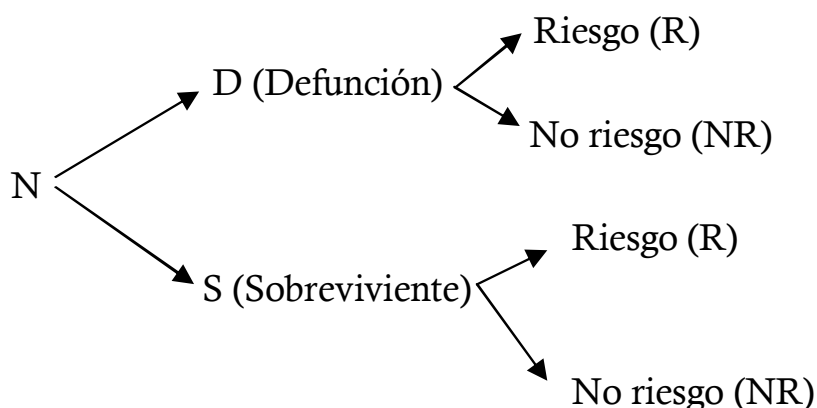 Riesgo (R)
D (Defunción)
No riesgo (NR)
N
Riesgo (R)
S (Sobreviviente)
No riesgo (NR)